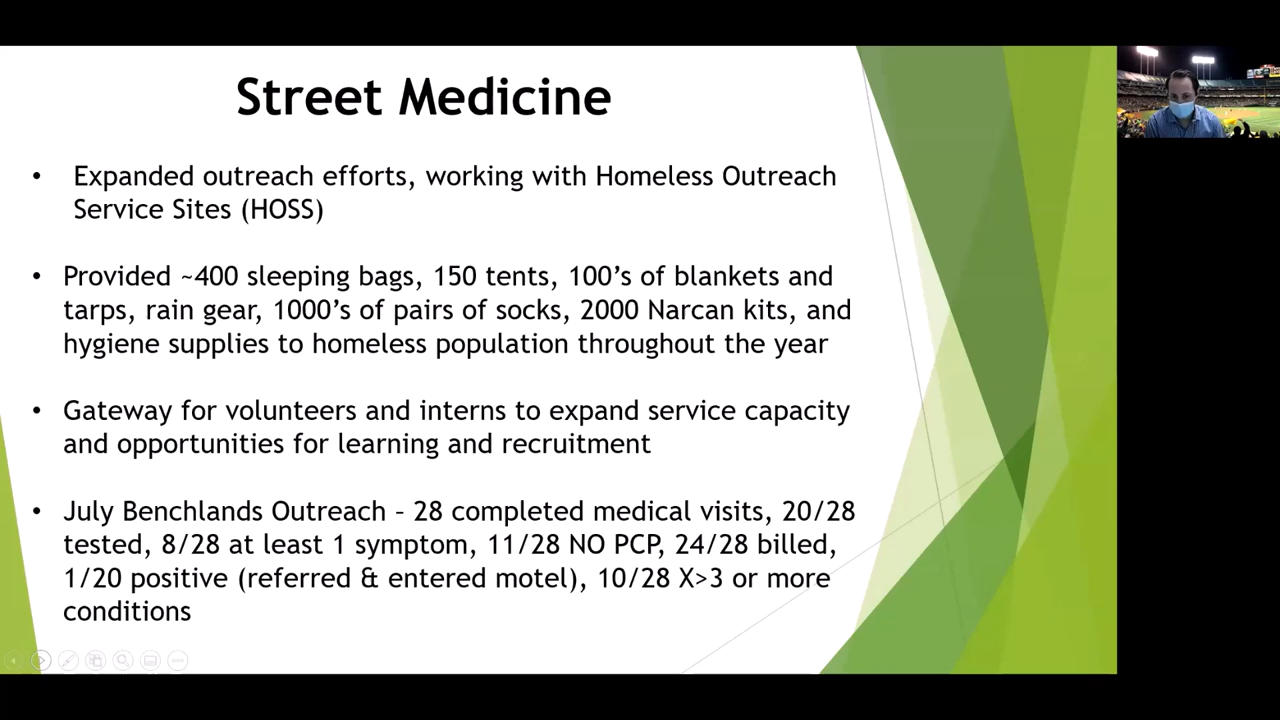 Street Medicine
• Expanded outreach efforts, working with Homeless Outreach
Service Sites (HOSS)
• Provided ~400 sleeping bags, 150 tents, 100’s of blankets and
tarps, rain gear, 1000’s of pairs of socks, 2000 Narcan kits, and
hygiene supplies to homeless population throughout the year
• Gateway for volunteers and interns to expand service capacity
and opportunities for learning and recruitment
• July Benchlands Outreach – 28 completed medical visits, 20/28
tested, 8/28 at least 1 symptom, 11/28 NO PCP, 24/28 billed,
1/20 positive (referred & entered motel), 10/28 X>3 or more
conditions